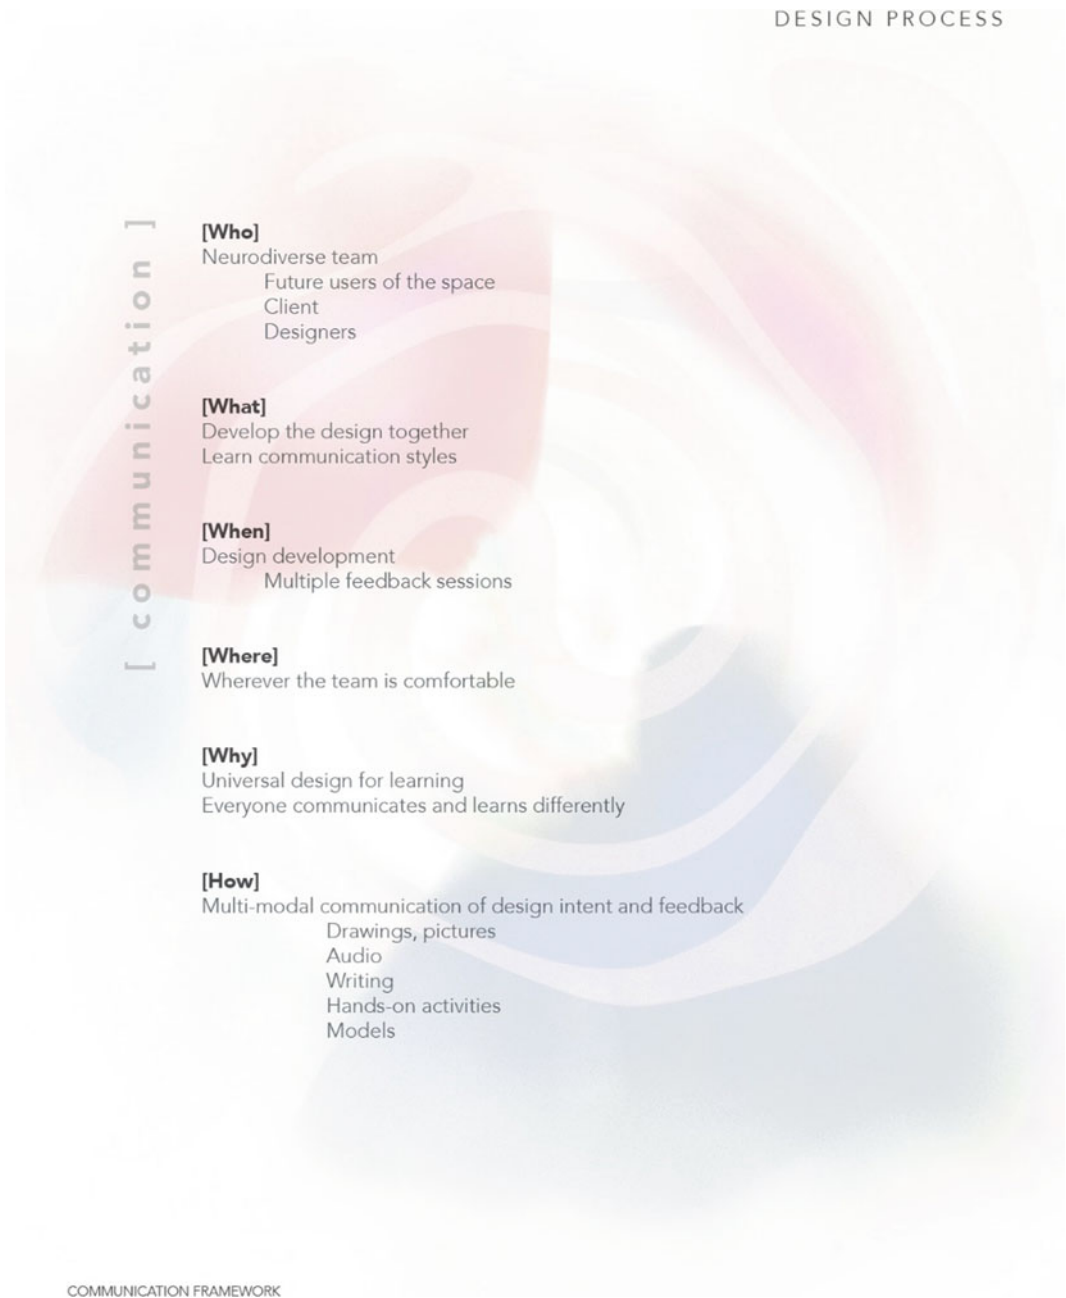 DESIGN PROCESS
[ communication ]
[Who]
Neurodiverse team
Future users of the space
Client
Designers
[What]
Develop the design together
Learn communication styles
[When]
Design development
Multiple feedback sessions
[Where]
Wherever the team is comfortable
[Why]
Universal design for learning
Everyone communicates and learns differently
[How]
Multi-modal communication of design intent and feedback
Drawings, pictures
Audio
Writing
Hands-on activities
Models
COMMUNICATION FRAMEWORK